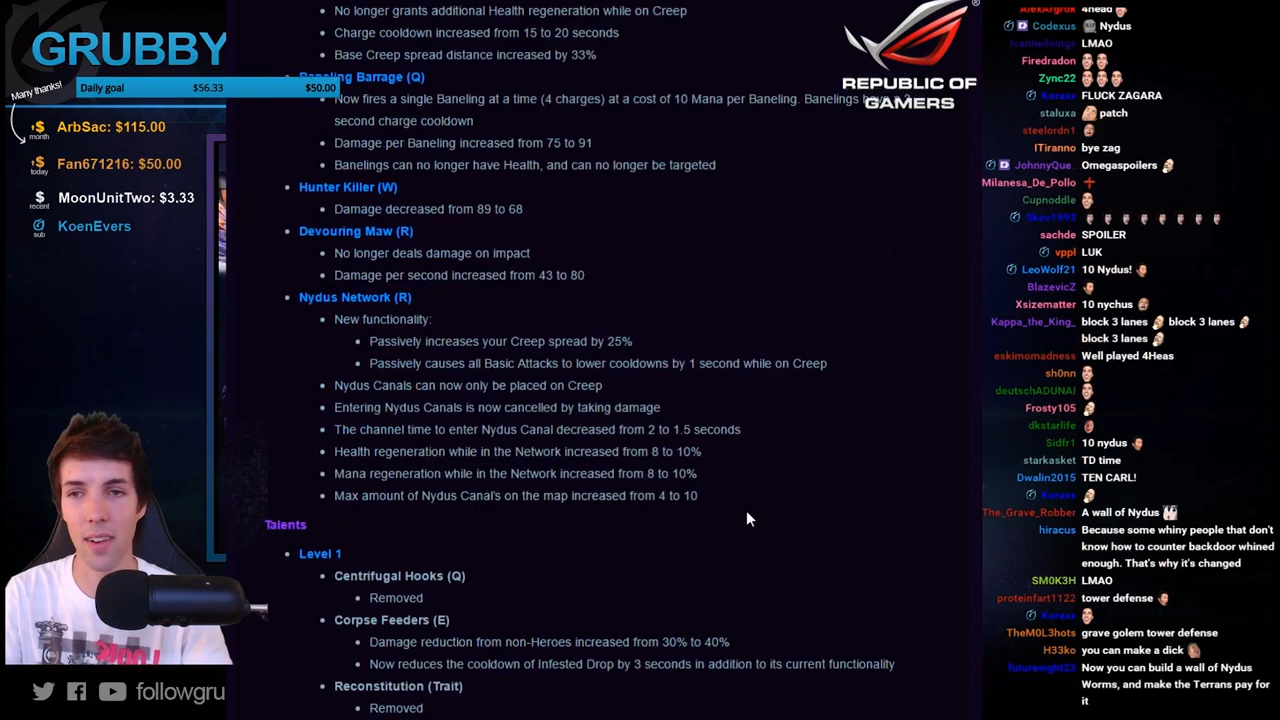 GRUBBY
Many thanks!
Daily goal $56.33 $50.00
$ month ArbSac: $115.00
$ today Fan671216: $50.00
$ recent MoonUnitTwo: $3.33
sub KoenEvers
followgru
No longer grants additional Health regeneration while on Creep
Charge cooldown increased from 15 to 20 seconds
Base Creep spread distance increased by 33%
Baneling Barrage (Q)
Now fires a single Baneling at a time (4 charges) at a cost of 10 Mana per Baneling. Banelings
second charge cooldown
Damage per Baneling increased from 75 to 91
Banelings can no longer have Health, and can no longer be targeted
Hunter Killer (W)
Damage decreased from 89 to 68
Devouring Maw (R)
No longer deals damage on impact
Damage per second increased from 43 to 80
Nydus Network (R)
New functionality:
Passively increases your Creep spread by 25%
Passively causes all Basic Attacks to lower cooldowns by 1 second while on Creep
Nydus Canals can now only be placed on Creep
Entering Nydus Canals is now cancelled by taking damage
The channel time to enter Nydus Canal decreased from 2 to 1.5 seconds
Health regeneration while in the Network increased from 8 to 10%
Mana regeneration while in the Network increased from 8 to 10%
Max amount of Nydus Canal's on the map increased from 4 to 10
Talents
Level 1
Centrifugal Hooks (Q)
Removed
Corpse Feeders (E)
Damage reduction from non-Heroes increased from 30% to 40%
Now reduces the cooldown of Infested Drop by 3 seconds in addition to its current functionality
Reconstitution (Trait)
Removed
REPUBLIC OF
GAMERS
®
AlexArgrok 4head
Codexus Nydus
Ivanhellsings LMAO
Firedradon
Zync22
Koraxx FLUCK ZAGARA
staluxa patch
steelordn1
ITiranno bye zag
JohnnyQue Omegaspoilers
Milanesa_De_Pollo
Cupnoddle
Skov1993
sachde SPOILER
vppl LUK
LeoWolf21 10 Nydus!
BlazevicZ
Xsizematter 10 nychus
Kappa_the_King_ block 3 lanes block 3 lanes
block 3 lanes
eskimomadness Well played 4Heas
sh0nn
deutschADUNAI
Frosty105
dkstarlife
Sidfr1 10 nydus
starkasket TD time
Dwalin2015 TEN CARL!
Koraxx
The_Grave_Robber A wall of Nydus
hiracus Because some whiny people that don't
know how to counter backdoor whined
enough. That's why it's changed
SM0K3H LMAO
proteinfart1122 tower defense
Koraxx
TheM0L3hots grave golem tower defense
H33ko you can make a dick
futuresight23 Now you can build a wall of Nydus
Worms, and make the Terrans pay for
it